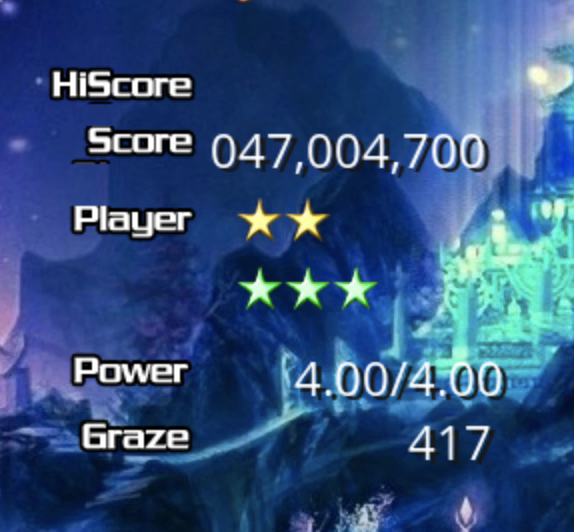 HiScore
Score 047,004,700
Player
Power 4.00/4.00
Graze 417